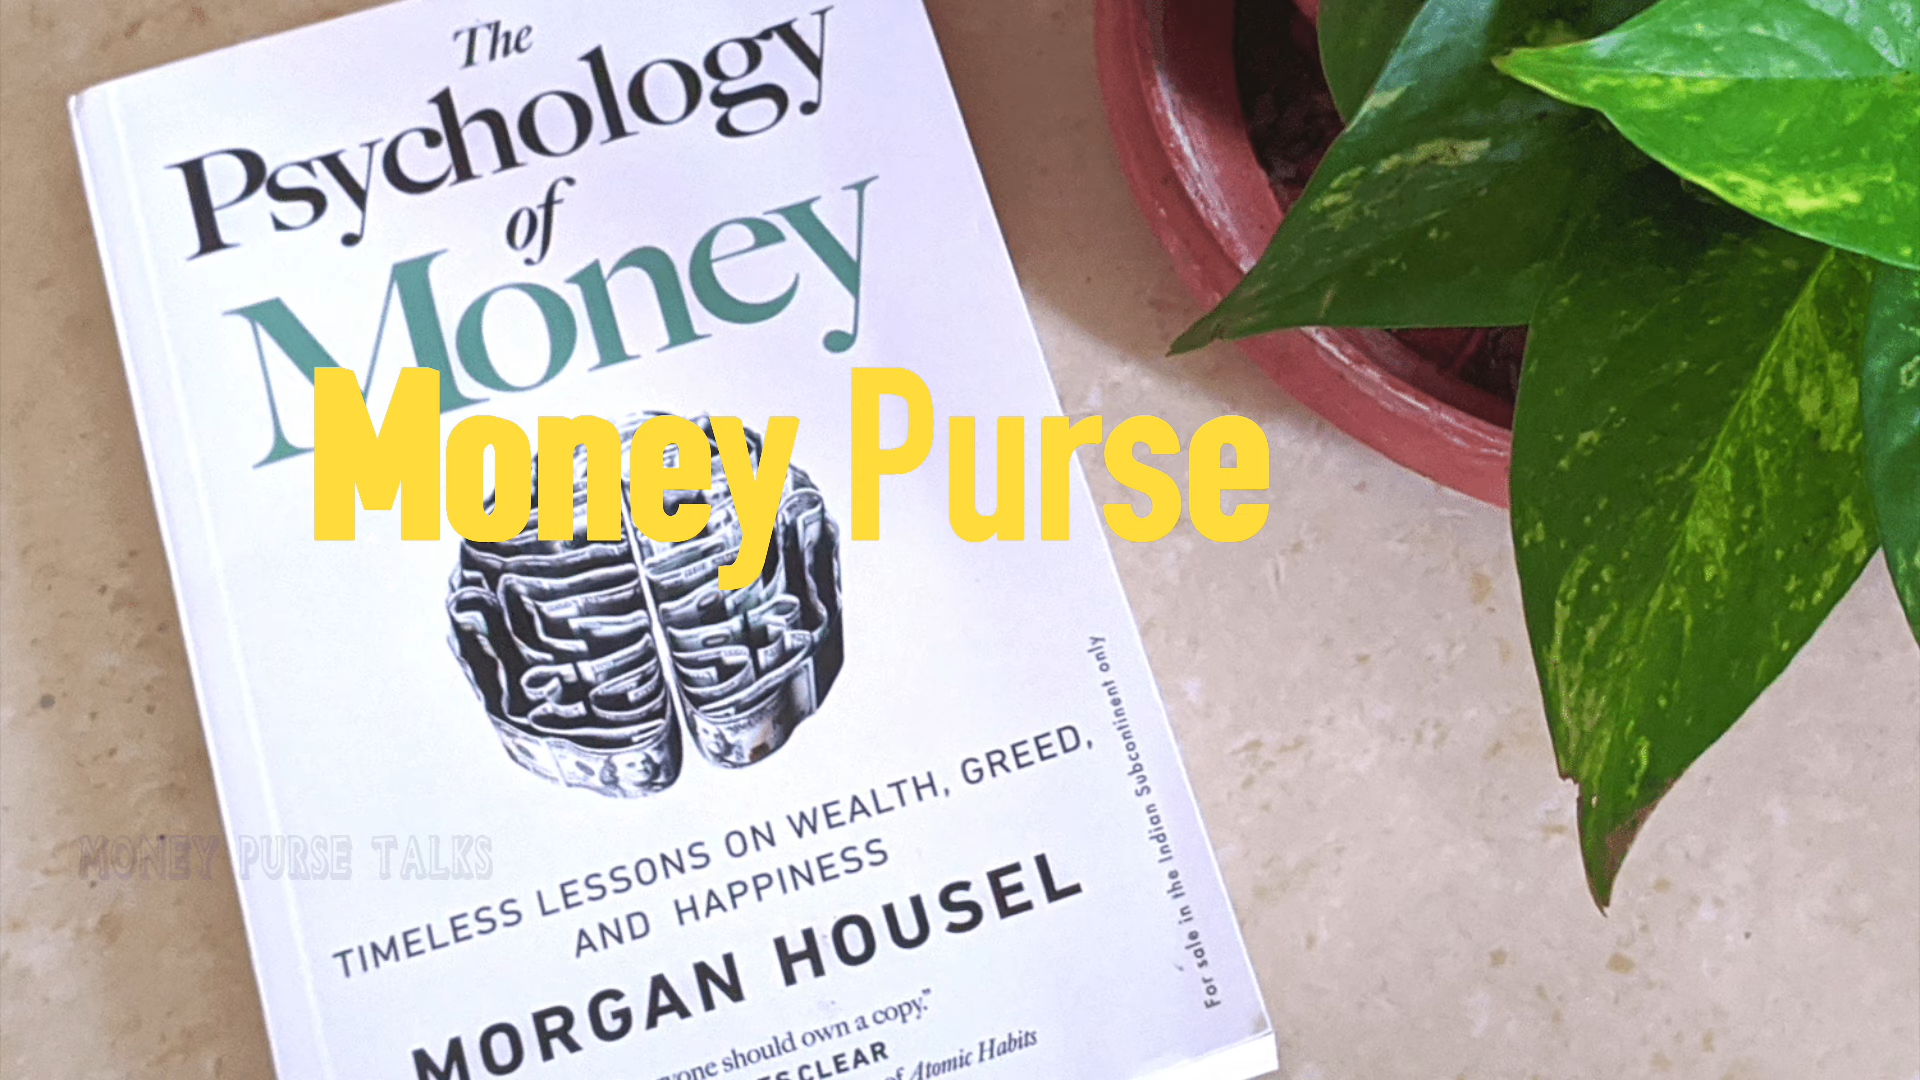 The
Psychology
of
Money
Money Purse
MONEY PURSE TALKS
TIMELESS LESSONS ON WEALTH, GREED,
AND HAPPINESS
MORGAN HOUSEL
should own a copy."
CLEAR
of Atomic Habits
For sale in the Indian Subcontinent only